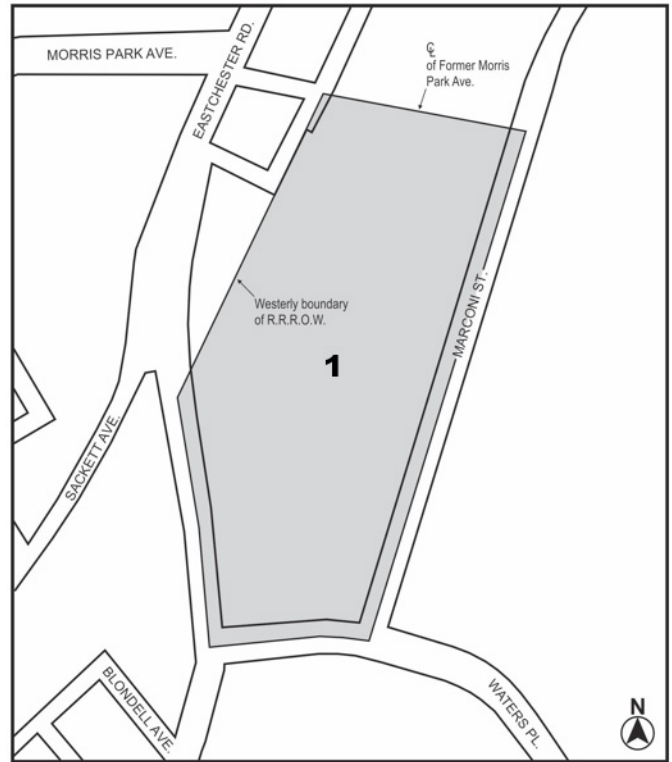 MORRIS PARK AVE.
EASTCHESTER RD.
℄
of Former Morris
Park Ave.
Westerly boundary
of R.R.R.O.W.
MARCONI ST.
1
SACKETT AVE.
BLONDELL AVE.
WATERS PL.
N